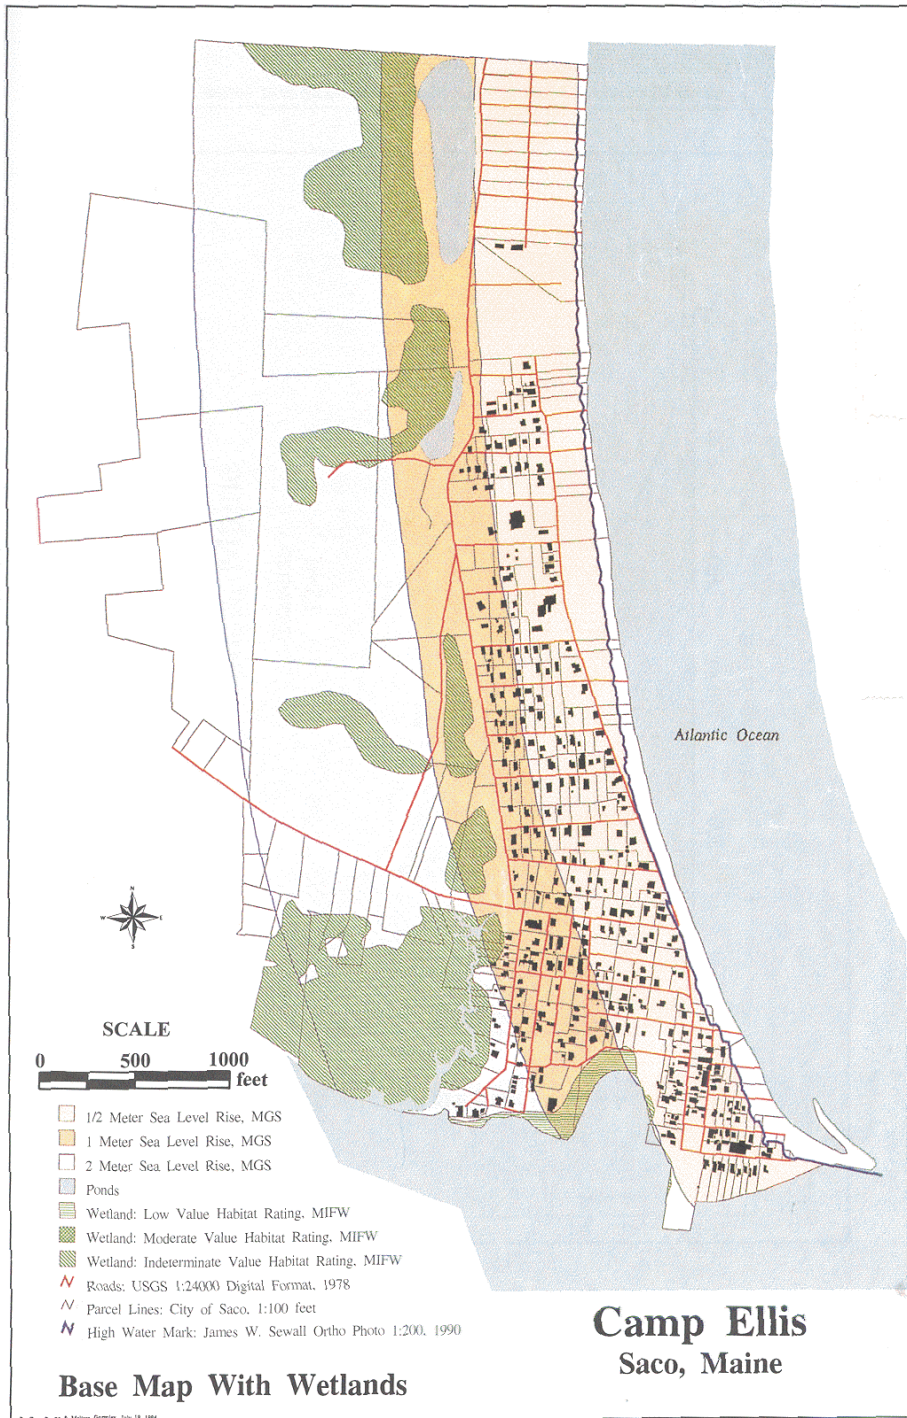 Atlantic Ocean
N
W E
S
SCALE
0 500 1000
feet
1/2 Meter Sea Level Rise, MGS
1 Meter Sea Level Rise, MGS
2 Meter Sea Level Rise, MGS
Ponds
Wetland: Low Value Habitat Rating, MIFW
Wetland: Moderate Value Habitat Rating, MIFW
Wetland: Indeterminate Value Habitat Rating, MIFW
Roads: USGS 1:24000 Digital Format, 1978
Parcel Lines: City of Saco, 1:100 feet
High Water Mark: James W. Sewall Ortho Photo 1:200, 1990
Camp Ellis
Saco, Maine
Base Map With Wetlands